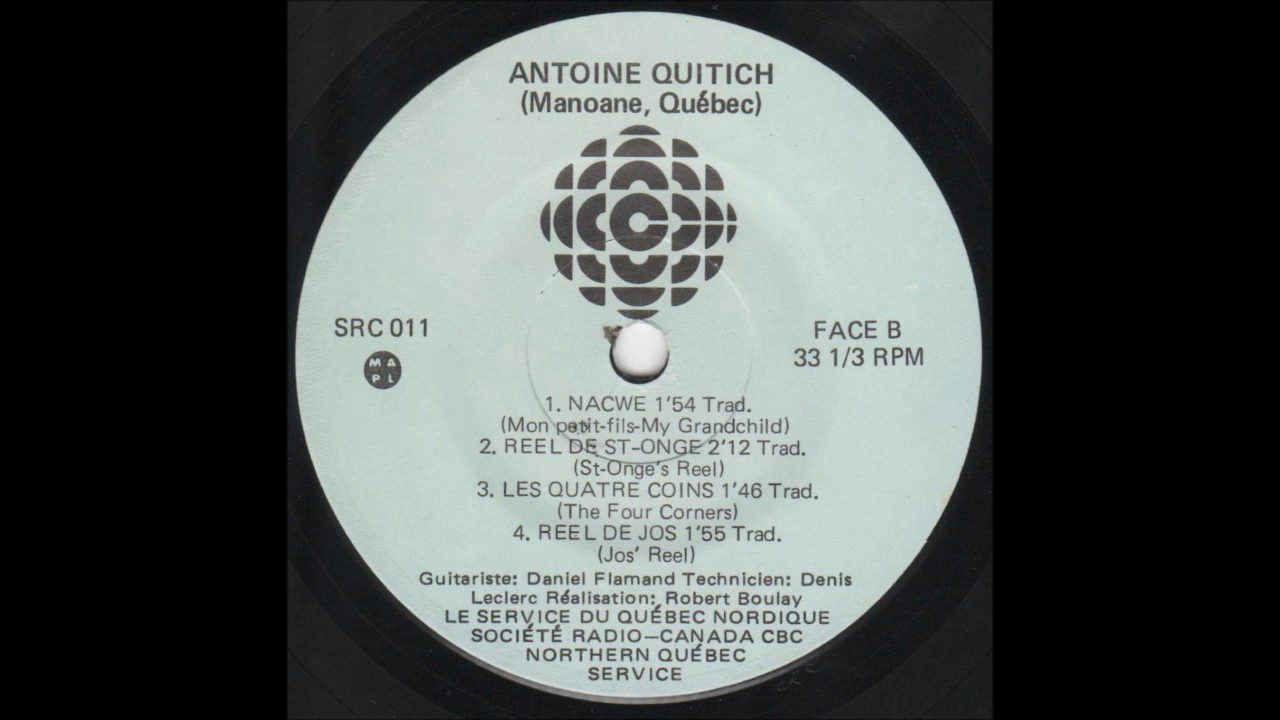 ANTOINE QUITICH
(Manoane, Québec)
SRC 011
MA
PL
FACE B
33 1/3 RPM
1. NACWE 1'54 Trad.
(Mon petit-fils-My Grandchild)
2. REEL DE ST-ONGE 2'12 Trad.
(St-Onge's Reel)
3. LES QUATRE COINS 1'46 Trad.
(The Four Corners)
4. REEL DE JOS 1'55 Trad.
(Jos' Reel)
Guitariste: Daniel Flamand Technicien: Denis
Leclerc Réalisation: Robert Boulay
LE SERVICE DU QUÉBEC NORDIQUE
SOCIÉTÉ RADIO-CANADA CBC
NORTHERN QUÉBEC
SERVICE